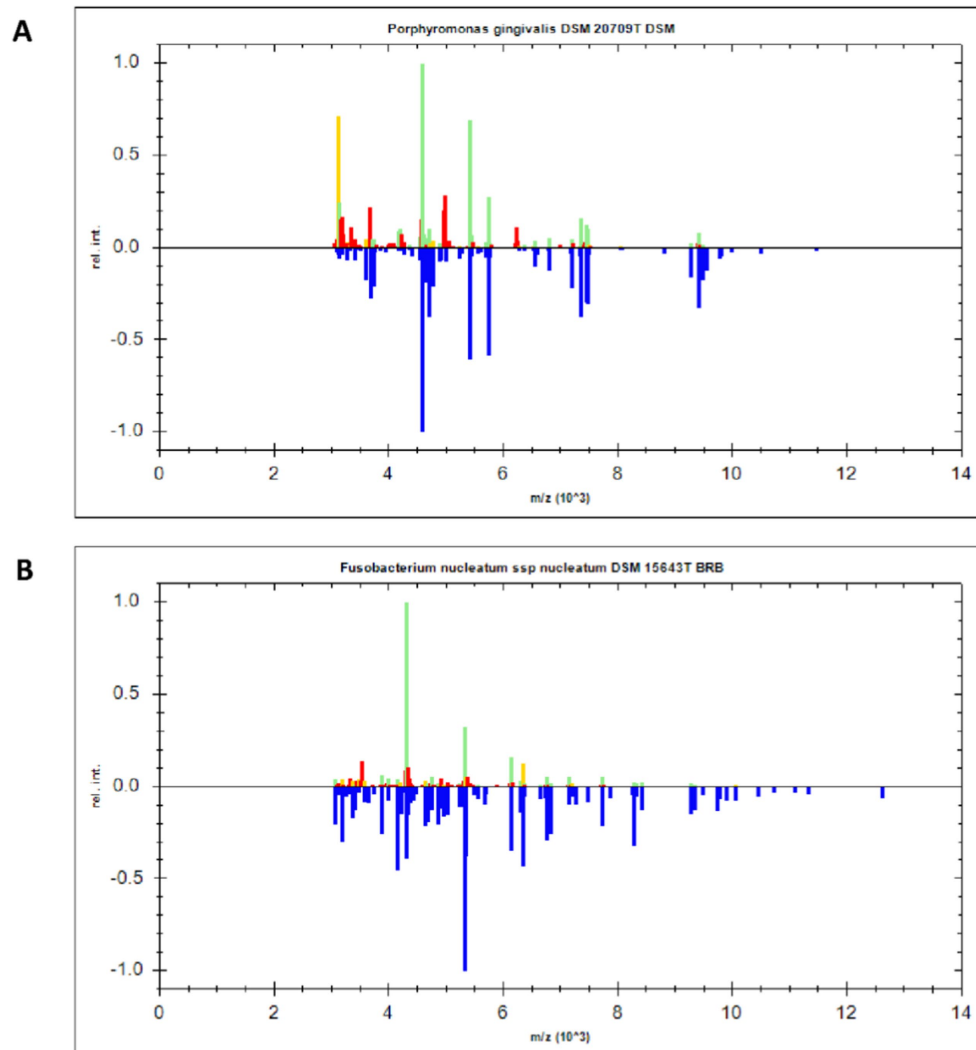 A
Porphyromonas gingivalis DSM 20709T DSM
1.0
0.5
0.0
-0.5
-1.0
rel. int.
0 2 4 6 8 10 12 14
m/z (10^3)
B
Fusobacterium nucleatum ssp nucleatum DSM 15643T BRB
1.0
0.5
0.0
-0.5
-1.0
rel. int.
0 2 4 6 8 10 12 14
m/z (10^3)